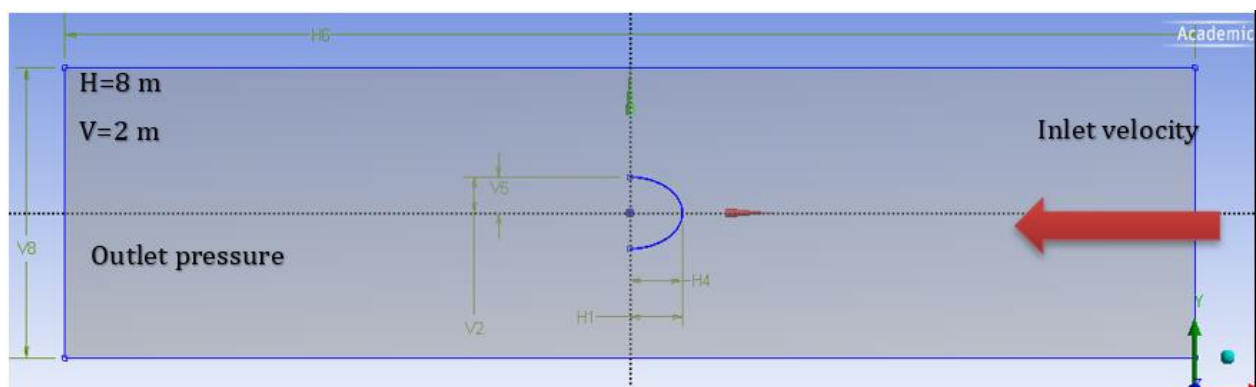 H6
Academic
H=8 m
V=2 m
Inlet velocity
V5
V8
Outlet pressure
H4
H1
V2
Y